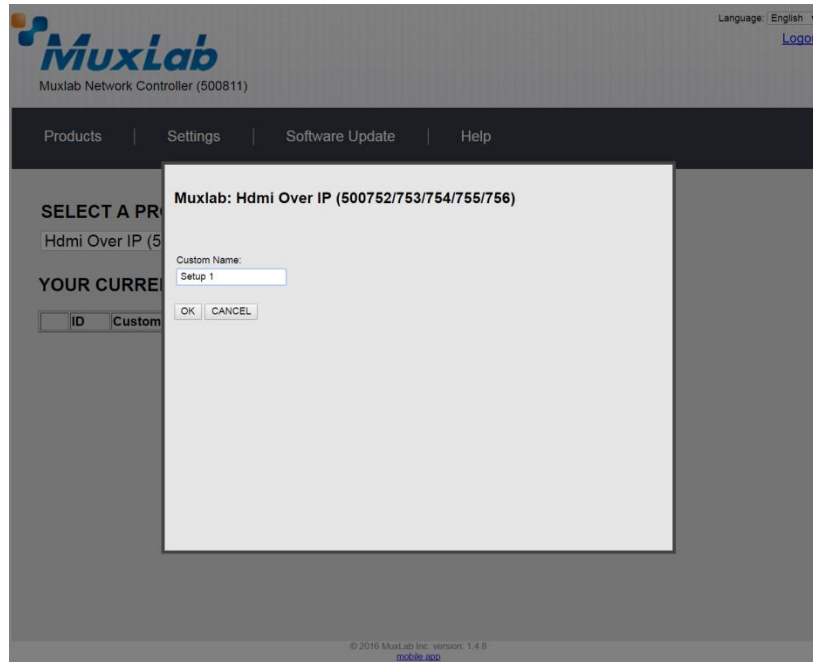 Language: English
Logou
MuxLab
Muxlab Network Controller (500811)
Products | Settings | Software Update | Help
Muxlab: Hdmi Over IP (500752/753/754/755/756)
SELECT A PR
Hdmi Over IP (5
Custom Name:
Setup 1
YOUR CURRE
OK CANCEL
ID Custom
© 2016 MuxLab Inc. version: 1.4.8
mobile app